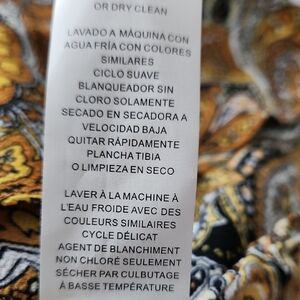 OR DRY CLEAN
LAVADO A MÁQUINA CON
AGUA FRÍA CON COLORES
SIMILARES
CICLO SUAVE
BLANQUEADOR SIN
CLORO SOLAMENTE
SECADO EN SECADORA A
VELOCIDAD BAJA
QUITAR RÁPIDAMENTE
PLANCHA TIBIA
O LIMPIEZA EN SECO
LAVER À LA MACHINE À
L'EAU FROIDE AVEC DES
COULEURS SIMILAIRES
CYCLE DÉLICAT
AGENT DE BLANCHIMENT
NON CHLORÉ SEULEMENT
SÉCHER PAR CULBUTAGE
À BASSE TEMPÉRATURE